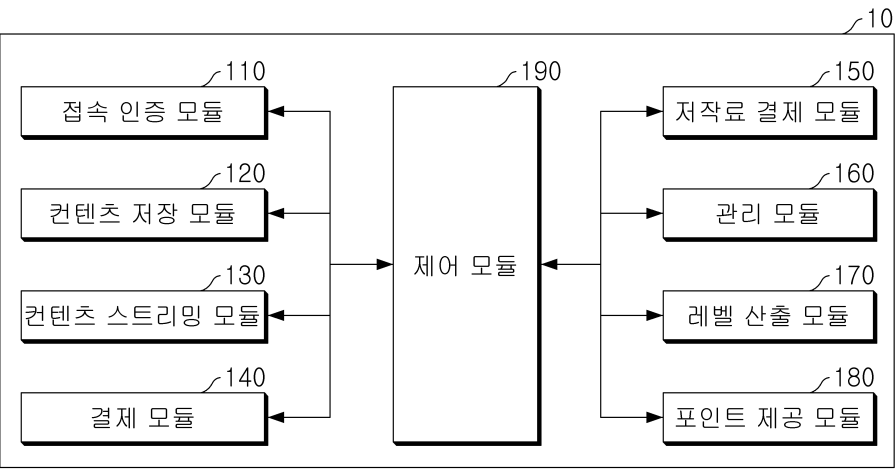 10
110
접속 인증 모듈
120
컨텐츠 저장 모듈
130
컨텐츠 스트리밍 모듈
140
결제 모듈
190
제어 모듈
150
저작료 결제 모듈
160
관리 모듈
170
레벨 산출 모듈
180
포인트 제공 모듈